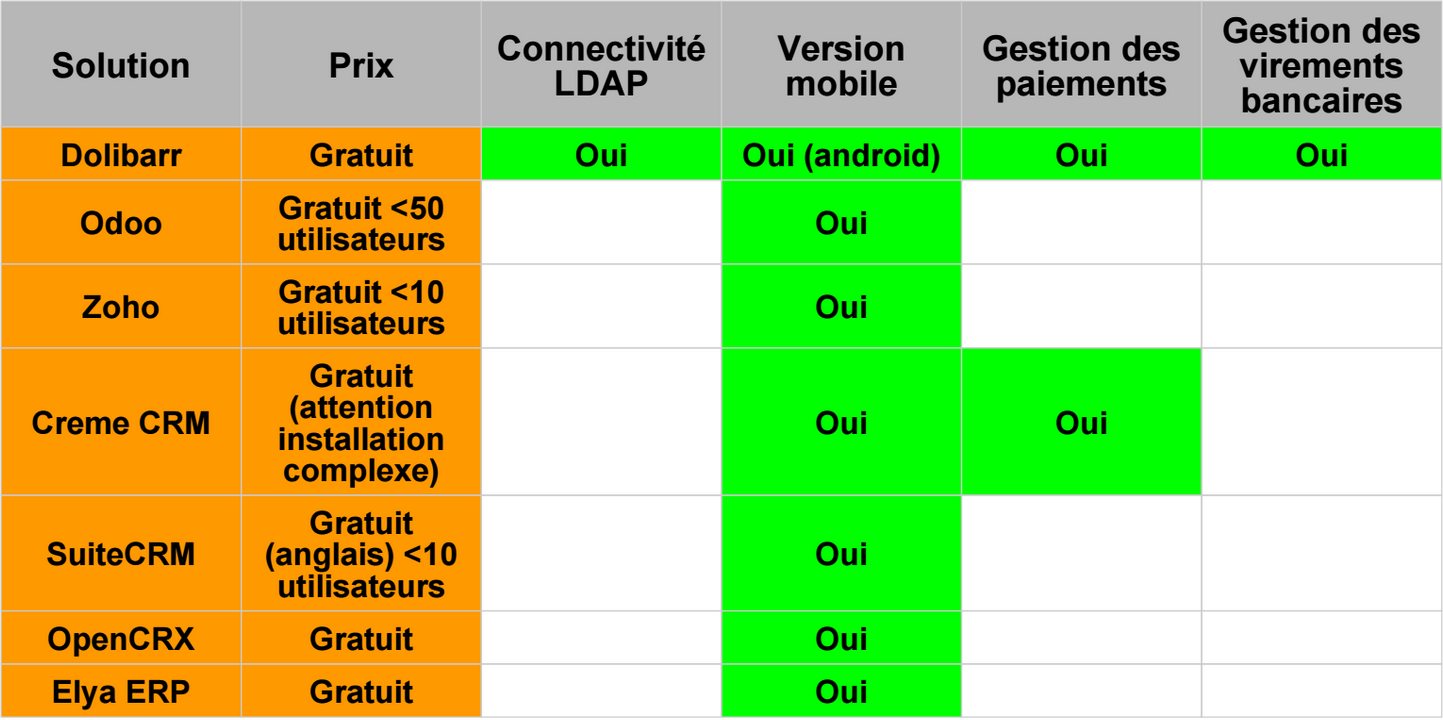 Solution
Prix
Connectivité
LDAP
Version
mobile
Gestion des
paiements
Gestion des
virements
bancaires
Dolibarr
Gratuit
Oui
Oui (android)
Oui
Oui
Odoo
Gratuit <50
utilisateurs
Oui
Zoho
Gratuit <10
utilisateurs
Oui
Creme CRM
Gratuit
(attention
installation
complexe)
Oui
Oui
SuiteCRM
Gratuit
(anglais) <10
utilisateurs
Oui
OpenCRX
Gratuit
Oui
Elya ERP
Gratuit
Oui